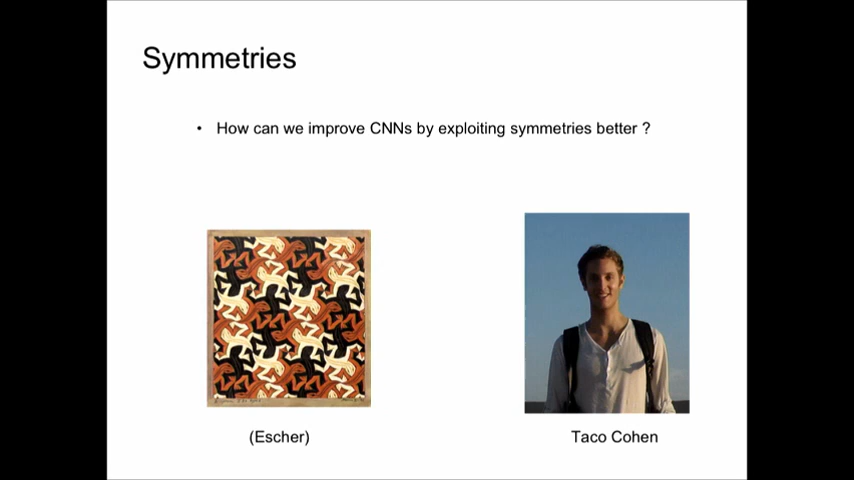 Symmetries
• How can we improve CNNs by exploiting symmetries better ?
(Escher)
Taco Cohen